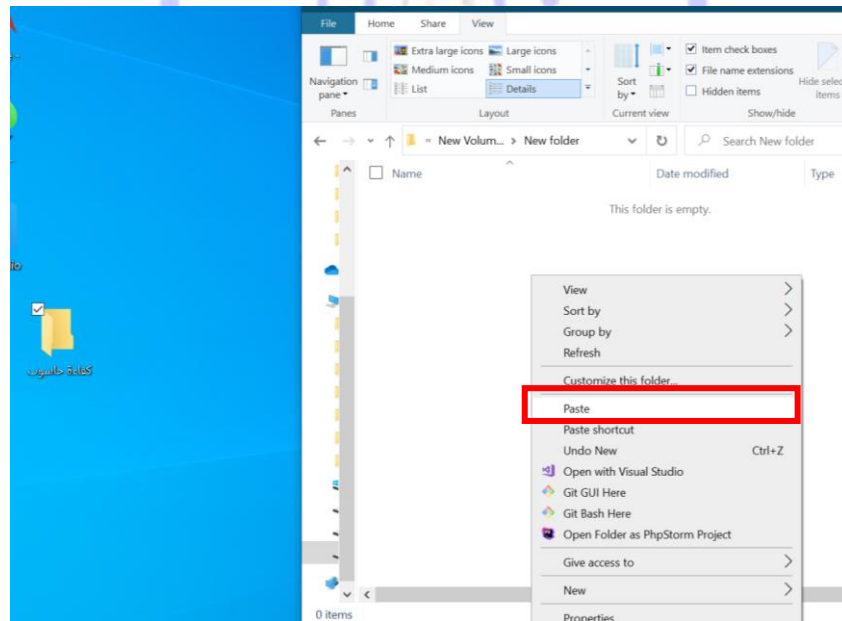 File Home Share View
Extra large icons Large icons
Medium icons Small icons
List Details
Navigation pane
Sort by
Item check boxes
File name extensions
Hidden items
Hide selec
items
Panes Layout Current view Show/hide
New Volum... > New folder
Search New folder
Name Date modified Type
This folder is empty.
كفاءة حاسوب
View
Sort by
Group by
Refresh
Customize this folder...
Paste
Paste shortcut
Undo New Ctrl+Z
Open with Visual Studio
Git GUI Here
Git Bash Here
Open Folder as PhpStorm Project
Give access to
New
Properties
0 items